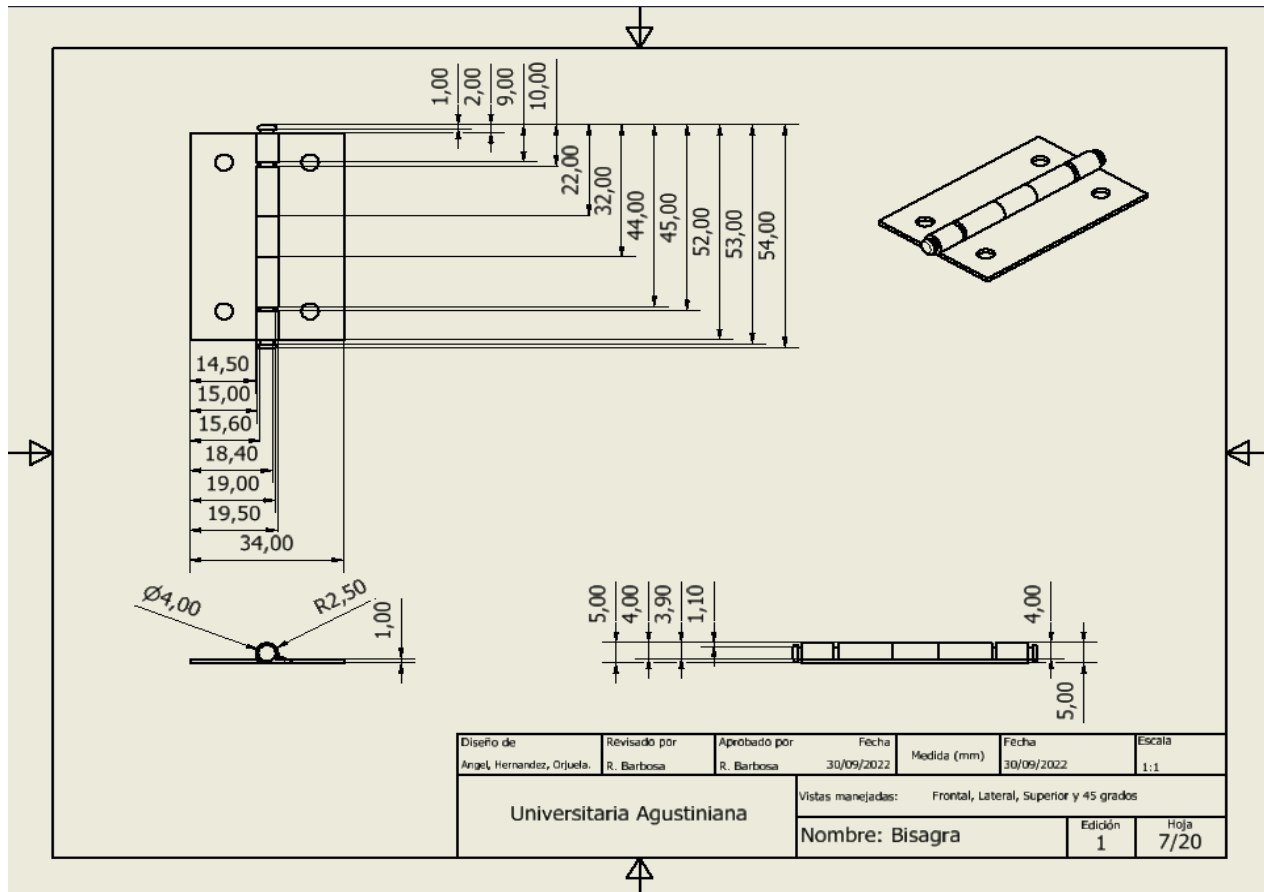 1,00
2,00
9,00
10,00
22,00
32,00
44,00
45,00
52,00
53,00
54,00
14,50
15,00
15,60
18,40
19,00
19,50
34,00
Ø4,00
R2,50
1,00
5,00
4,00
3,90
1,10
4,00
5,00
Diseño de
Angel, Hernandez, Orjuela.
Revisado por
R. Barbosa
Aprobado por
R. Barbosa
Fecha
30/09/2022
Medida (mm)
Fecha
30/09/2022
Escala
1:1
Universitaria Agustiniana
Vistas manejadas: Frontal, Lateral, Superior y 45 grados
Nombre: Bisagra
Edición
1
Hoja
7/20